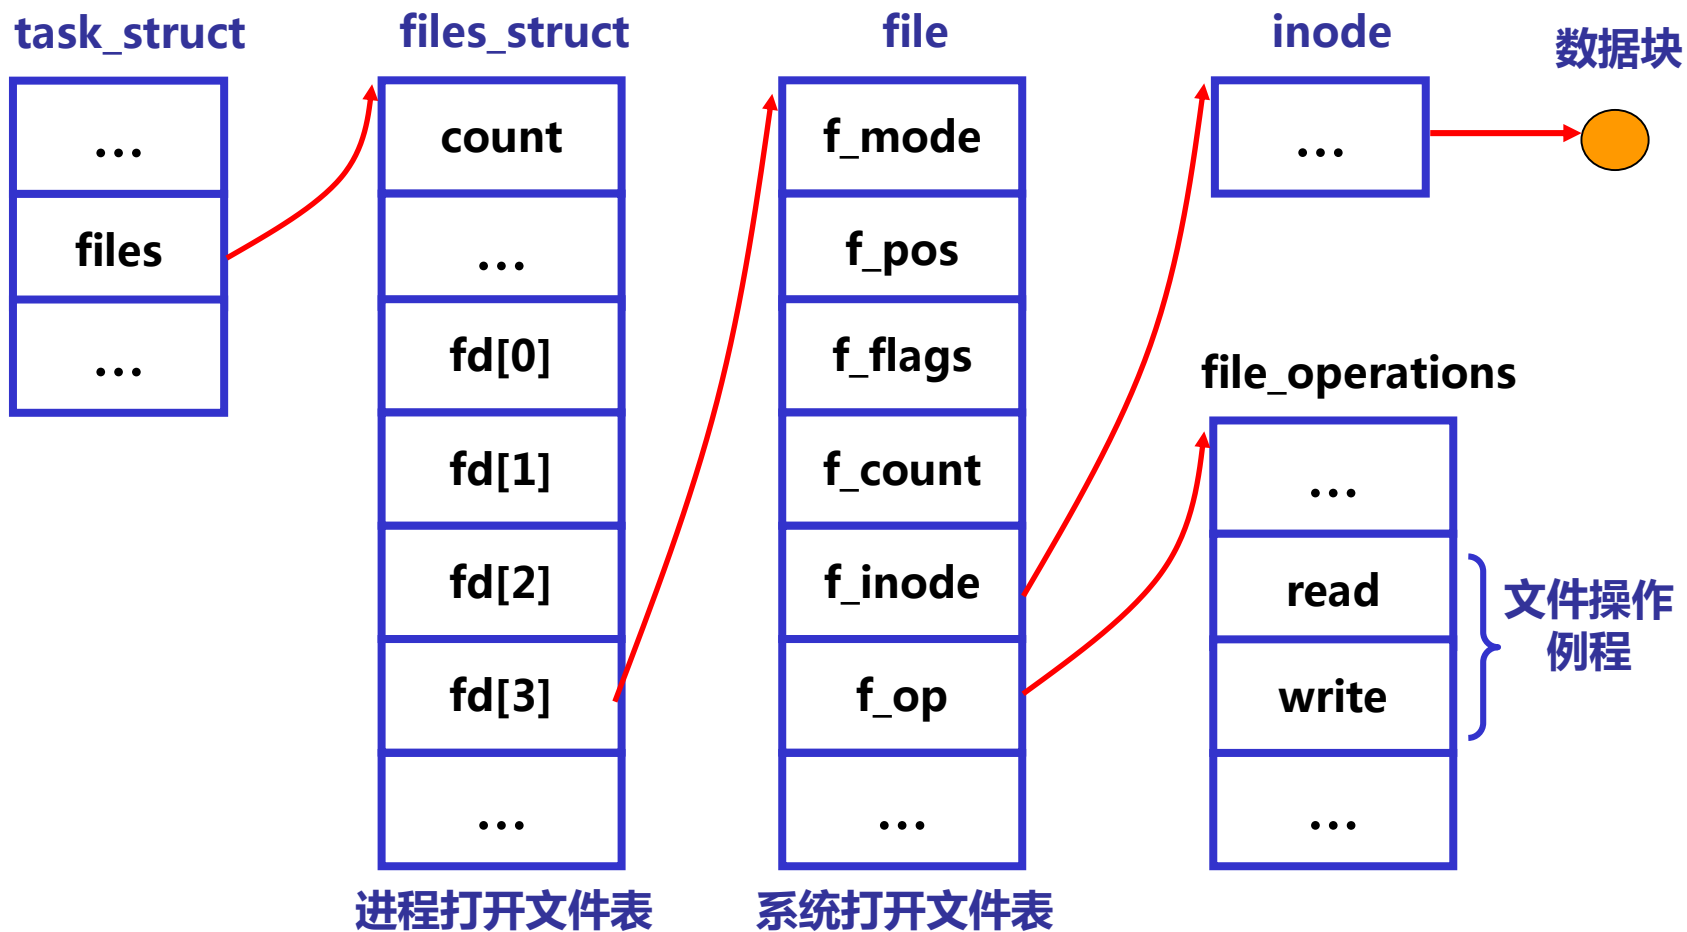 task_struct
…
files
…
files_struct
count
…
fd[0]
fd[1]
fd[2]
fd[3]
…
进程打开文件表
file
f_mode
f_pos
f_flags
f_count
f_inode
f_op
…
系统打开文件表
inode
…
数据块
file_operations
…
read
write
…
文件操作
例程